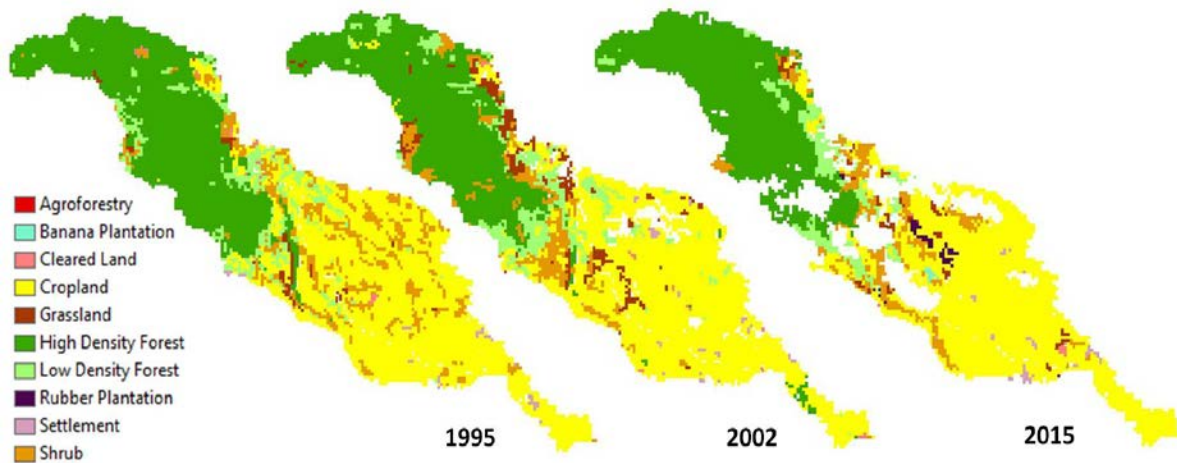 Agroforestry
Banana Plantation
Cleared Land
Cropland
Grassland
High Density Forest
Low Density Forest
Rubber Plantation
Settlement
Shrub
1995
2002
2015